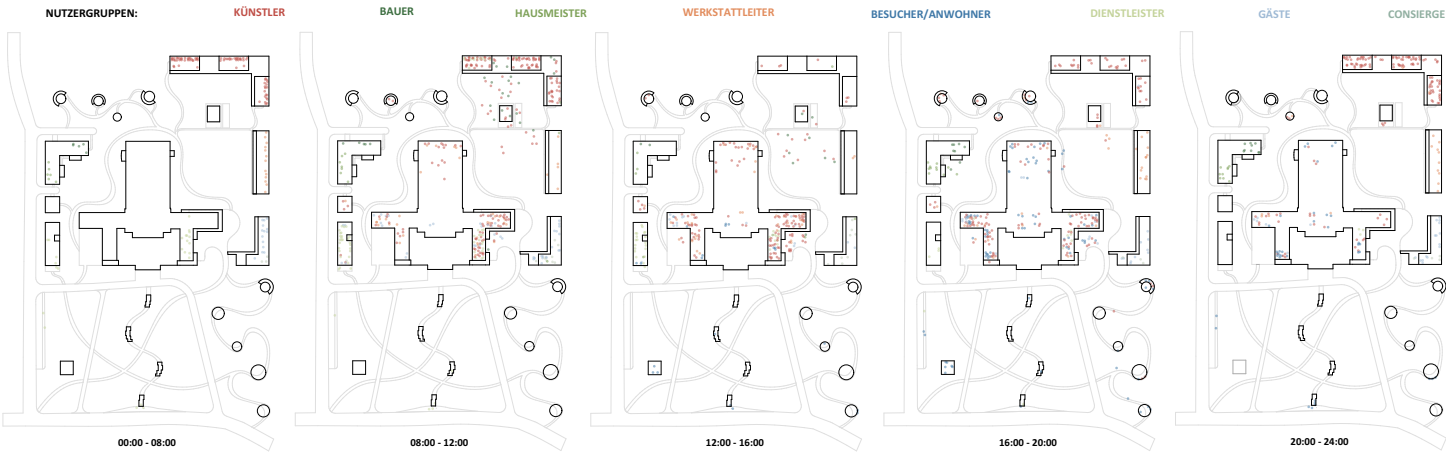 NUTZERGRUPPEN: KÜNSTLER BAUER HAUSMEISTER WERKSTATTLEITER BESUCHER/ANWOHNER DIENSTLEISTER GÄSTE CONSIERGE
00:00 - 08:00 08:00 - 12:00 12:00 - 16:00 16:00 - 20:00 20:00 - 24:00